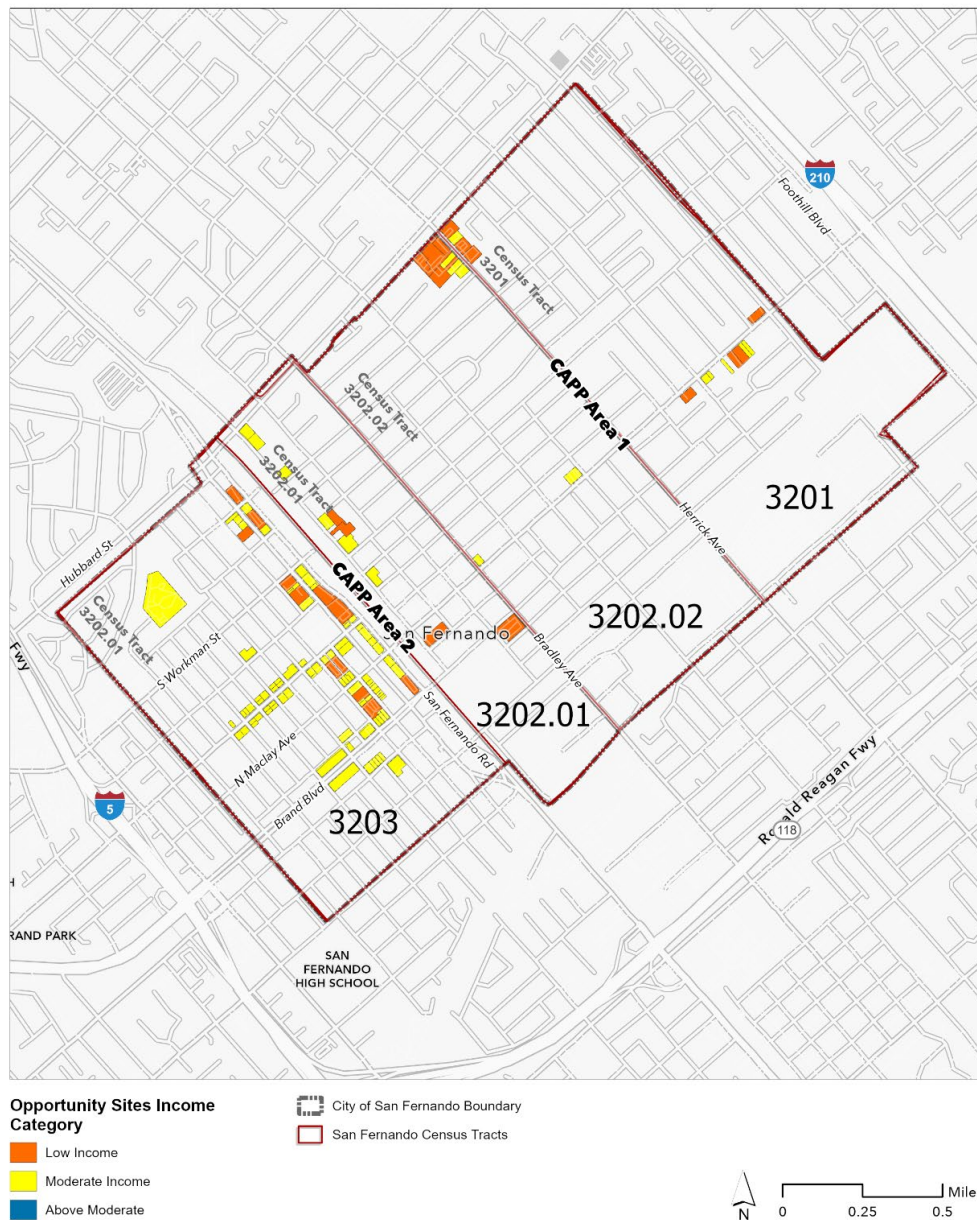 210
Foothill Blvd
Census Tract
3201
CAPP Area 1
Census Tract
3202.02
Census Tract
3202.01
3201
Herrick Ave
Hubbard St
CAPP Area 2
Census Tract
3202.01
Fernando
3202.02
Bradley Ave
Fwy
S Workman St
San Fernando Rd
3202.01
N Maclay Ave
Ronald Reagan Fwy
118
5
Brand Blvd
3203
H
RAND PARK
SAN
FERNANDO
HIGH SCHOOL
Opportunity Sites Income
Category
Low Income
Moderate Income
Above Moderate
City of San Fernando Boundary
San Fernando Census Tracts
N
Mile
0 0.25 0.5